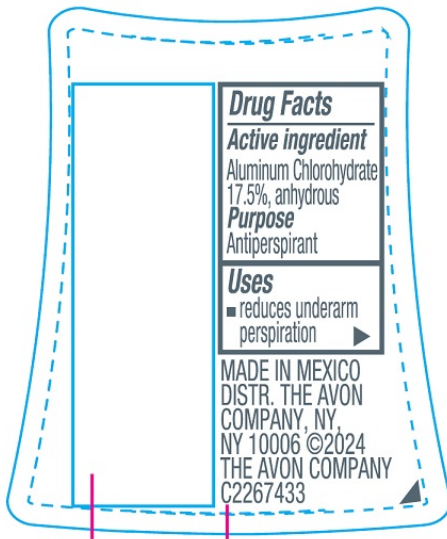 Drug Facts
Active ingredient
Aluminum Chlorohydrate
17.5%, anhydrous
Purpose
Antiperspirant
Uses
■ reduces underarm
perspiration
MADE IN MEXICO
DISTR. THE AVON
COMPANY, NY,
NY 10006 ©2024
THE AVON COMPANY
C2267433